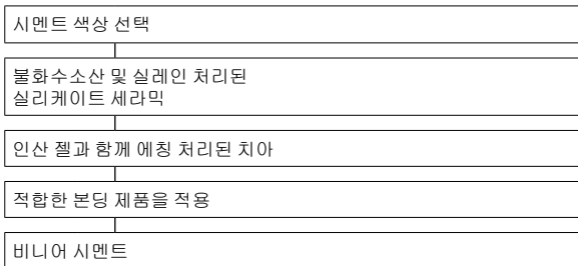 시멘트 색상 선택
불화수소산 및 실레인 처리된
실리케이트 세라믹
인산 젤과 함께 에칭 처리된 치아
적합한 본딩 제품을 적용
비니어 시멘트